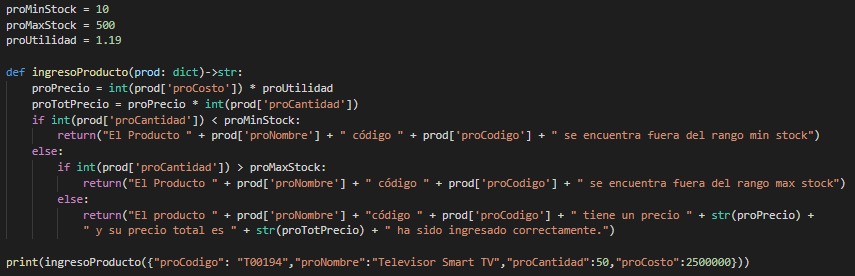 proMinStock = 10
proMaxStock = 500
proUtilidad = 1.19
def ingresoProducto(prod: dict)->str:
    proPrecio = int(prod['proCosto']) * proUtilidad
    proTotPrecio = proPrecio * int(prod['proCantidad'])
    if int(prod['proCantidad']) < proMinStock:
        return("El Producto " + prod['proNombre'] + " código " + prod['proCodigo'] + " se encuentra fuera del rango min stock")
    else:
        if int(prod['proCantidad']) > proMaxStock:
            return("El Producto " + prod['proNombre'] + " código " + prod['proCodigo'] + " se encuentra fuera del rango max stock")
        else:
            return("El producto " + prod['proNombre'] + "código " + prod['proCodigo'] + " tiene un precio " + str(proPrecio) +
            " y su precio total es " + str(proTotPrecio) + " ha sido ingresado correctamente.")
print(ingresoProducto({"proCodigo": "T00194","proNombre":"Televisor Smart TV","proCantidad":50,"proCosto":2500000}))